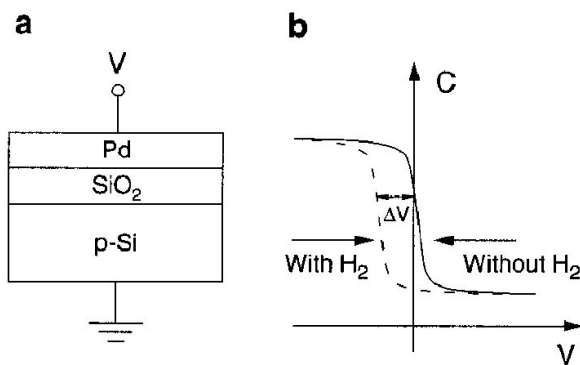 a
V
Pd
SiO₂
p-Si
b
C
ΔV
With H₂
Without H₂
V